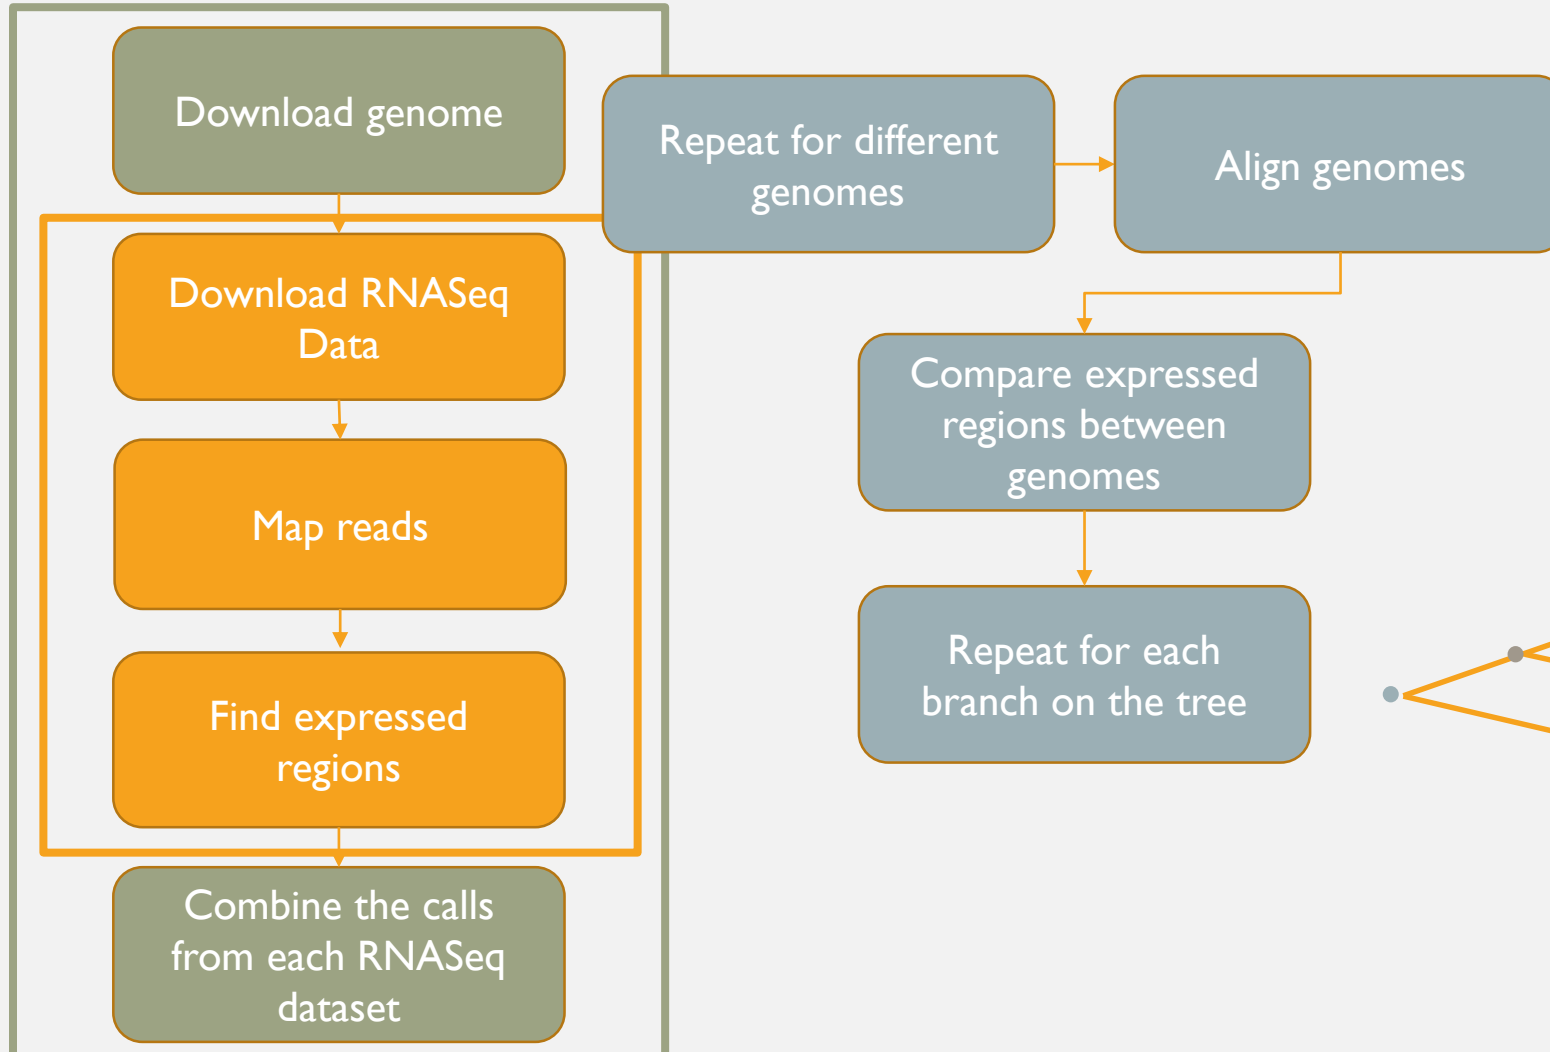 Download genome
Download RNASeq
Data
Map reads
Find expressed
regions
Combine the calls
from each RNASeq
dataset
Repeat for different
genomes
Align genomes
Compare expressed
regions between
genomes
Repeat for each
branch on the tree